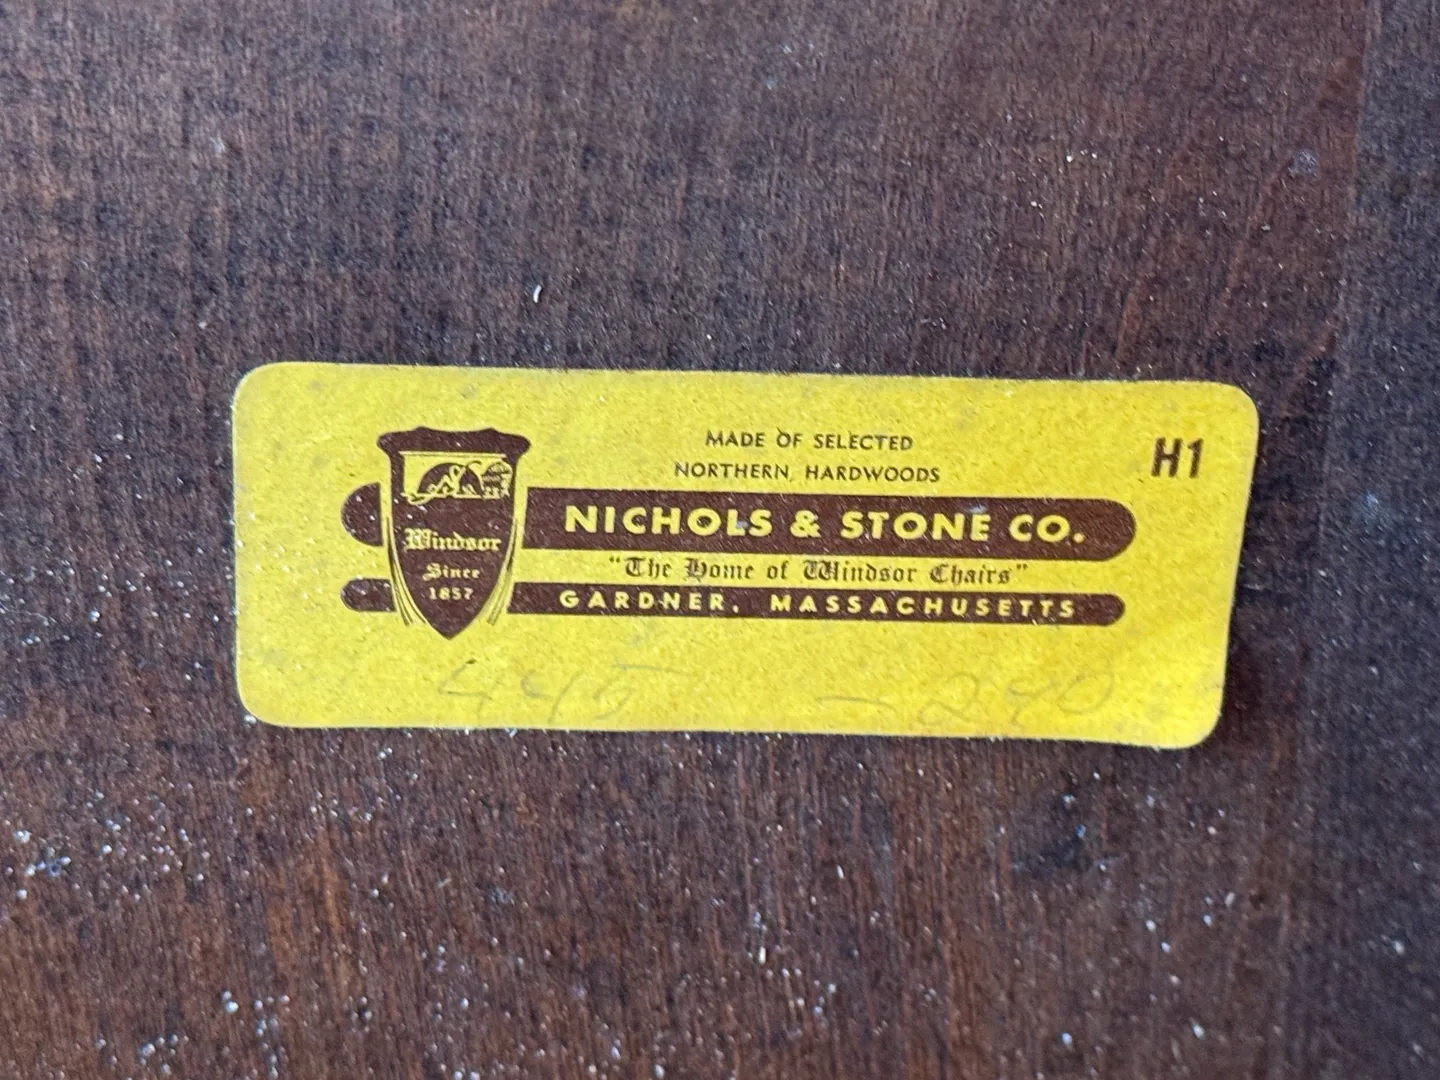 MADE OF SELECTED
NORTHERN HARDWOODS
H1
NICHOLS & STONE CO.
"The Home of Windsor Chairs"
GARDNER, MASSACHUSETTS
Windsor
Since
1857
445 - 240